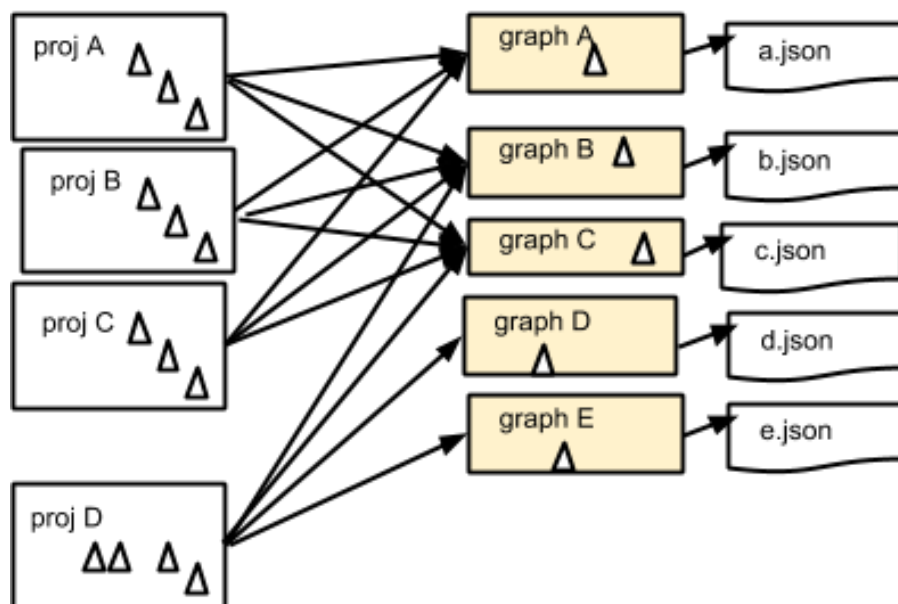 proj A
graph A
a.json
proj B
graph B
b.json
graph C
c.json
proj C
graph D
d.json
graph E
e.json
proj D